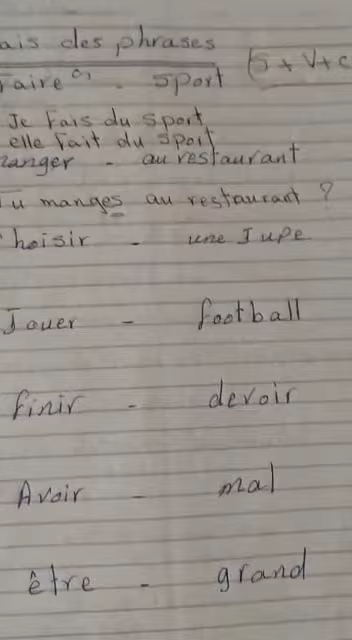 ais des phrases
faire - sport (S + V + C
Je fais du sport
elle fait du sport
manger - au restaurant
Tu manges au restaurant ?
choisir - une Jupe
Jouer - football
finir - devoir
Avoir - mal
être - grand